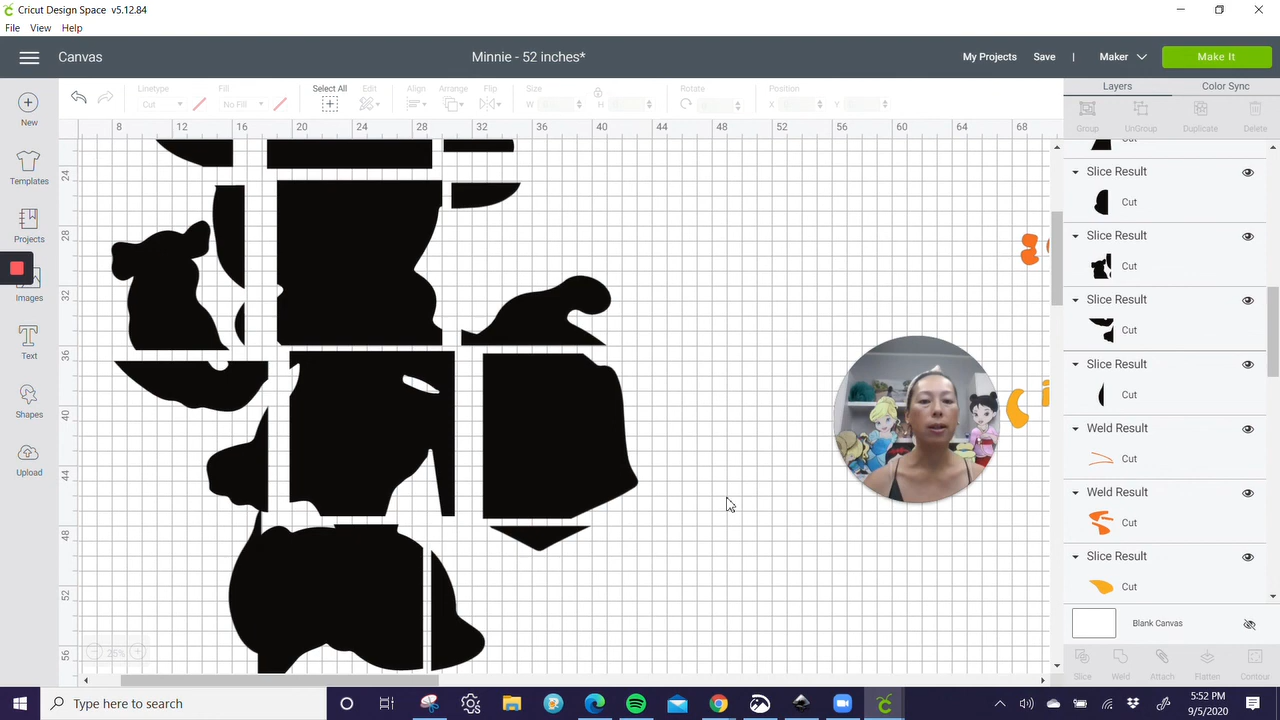 Cricut Design Space v5.12.84
File View Help
Canvas Minnie - 52 inches* My Projects Save | Maker Make It
Linetype Fill Select All Edit Align Arrange Flip Size Rotate Position Layers Color Sync
Cut No Fill W H X Y Group UnGroup Duplicate Delete
New
Templates
Projects
Images
Text
Shapes
Upload
8 12 16 20 24 28 32 36 40 44 48 52 56 60 64 68
24
28
32
36
40
44
48
52
56
Slice Result
Cut
Slice Result
Cut
Slice Result
Cut
Slice Result
Cut
Weld Result
Cut
Weld Result
Cut
Slice Result
Cut
Blank Canvas
25%
Slice Weld Attach Flatten Contour
Type here to search
5:52 PM
9/5/2020